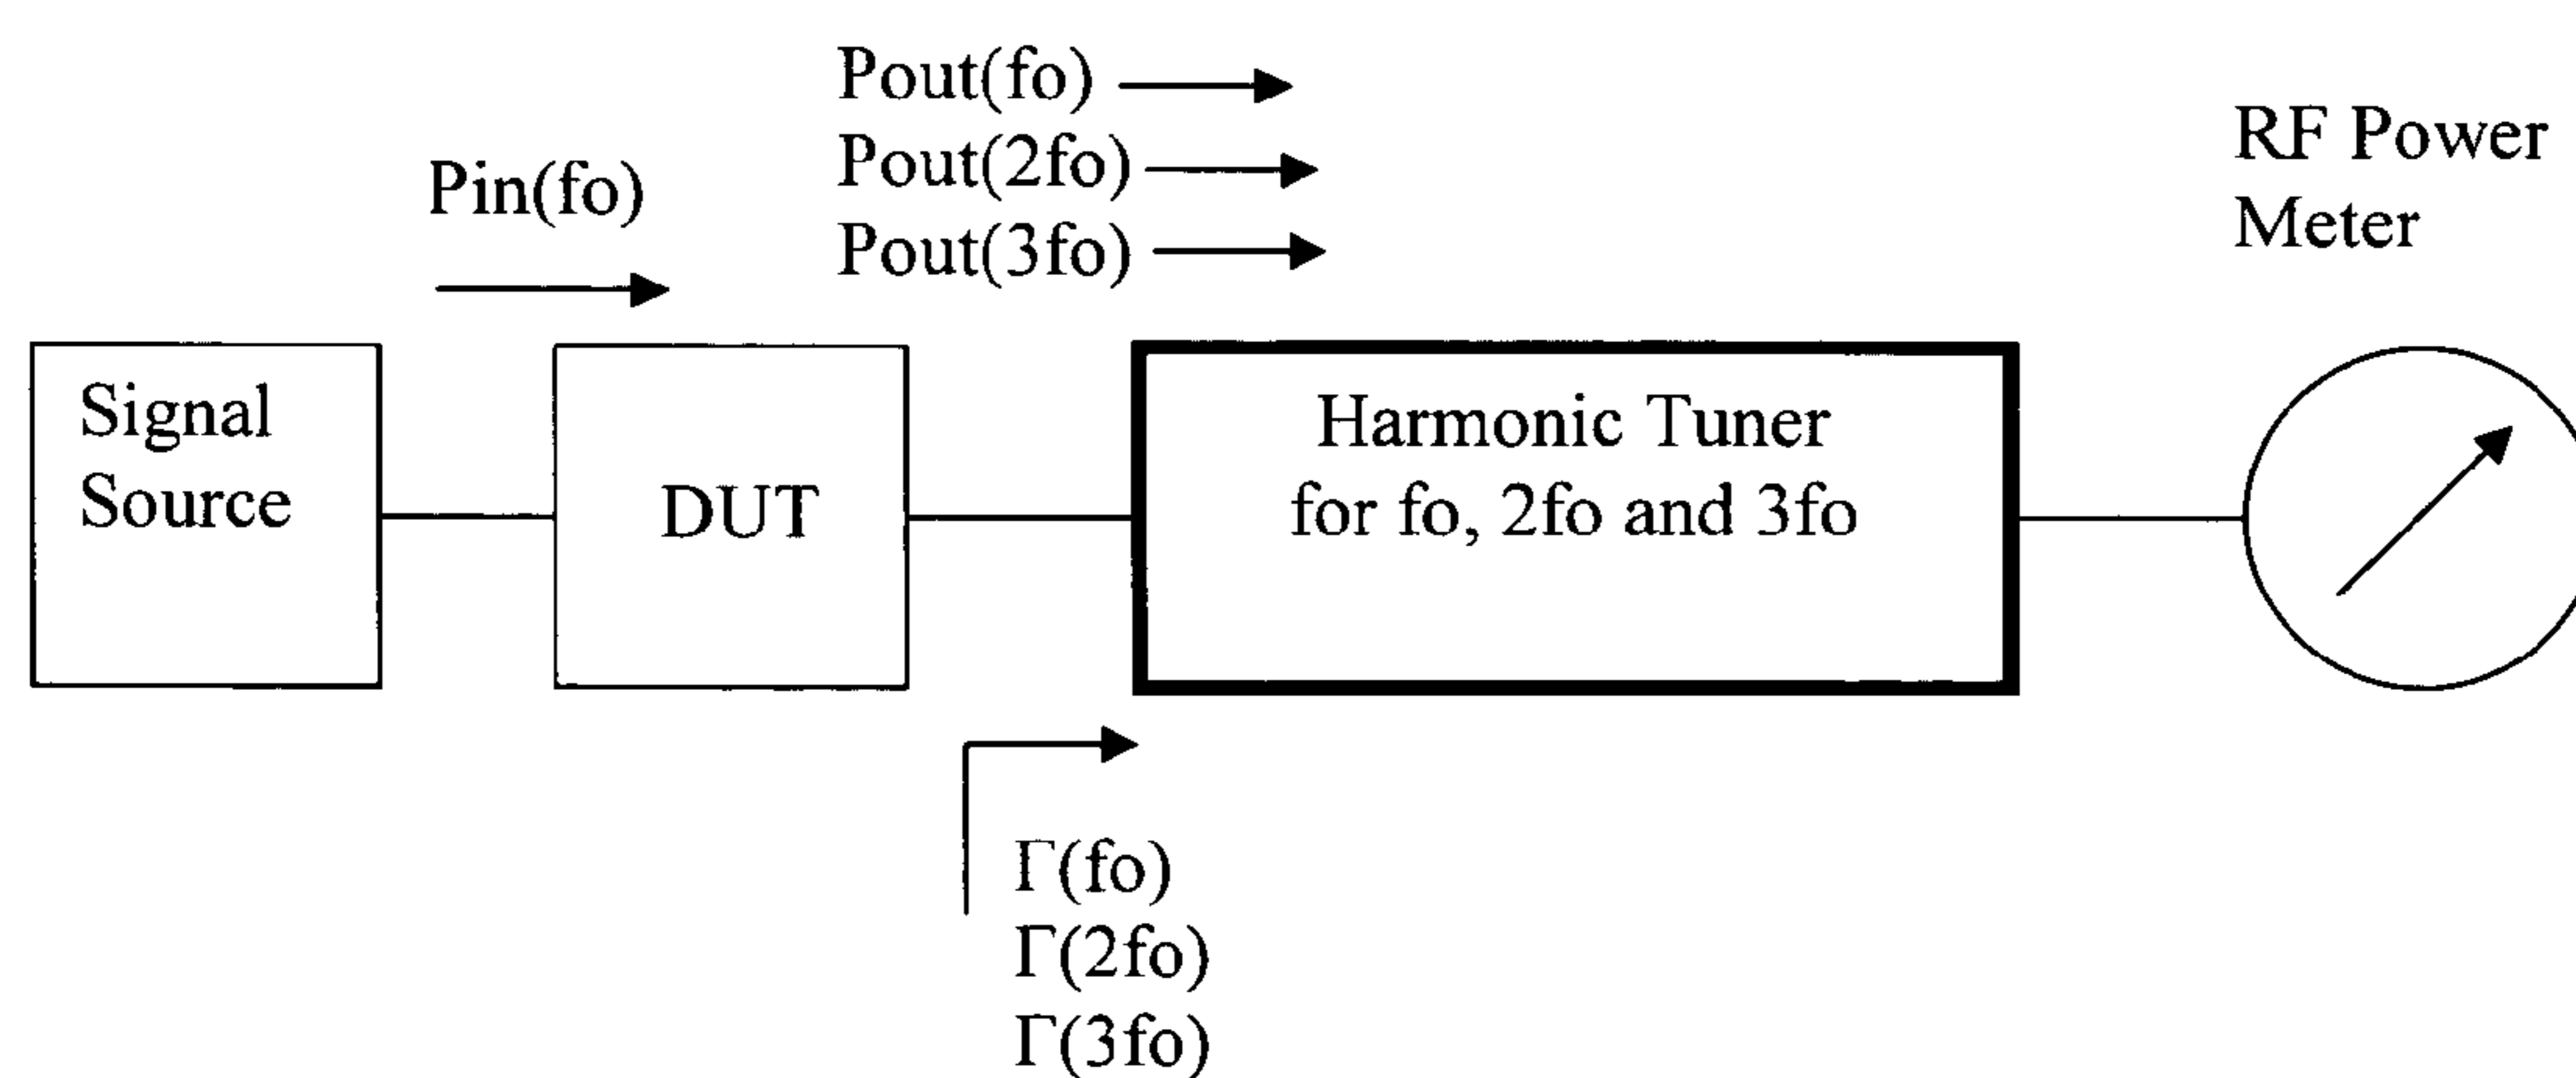 Pout(fo)
Pout(2fo)
Pout(3fo)
Pin(fo)
RF Power
Meter
Signal
Source
DUT
Harmonic Tuner
for fo, 2fo and 3fo
Γ(fo)
Γ(2fo)
Γ(3fo)